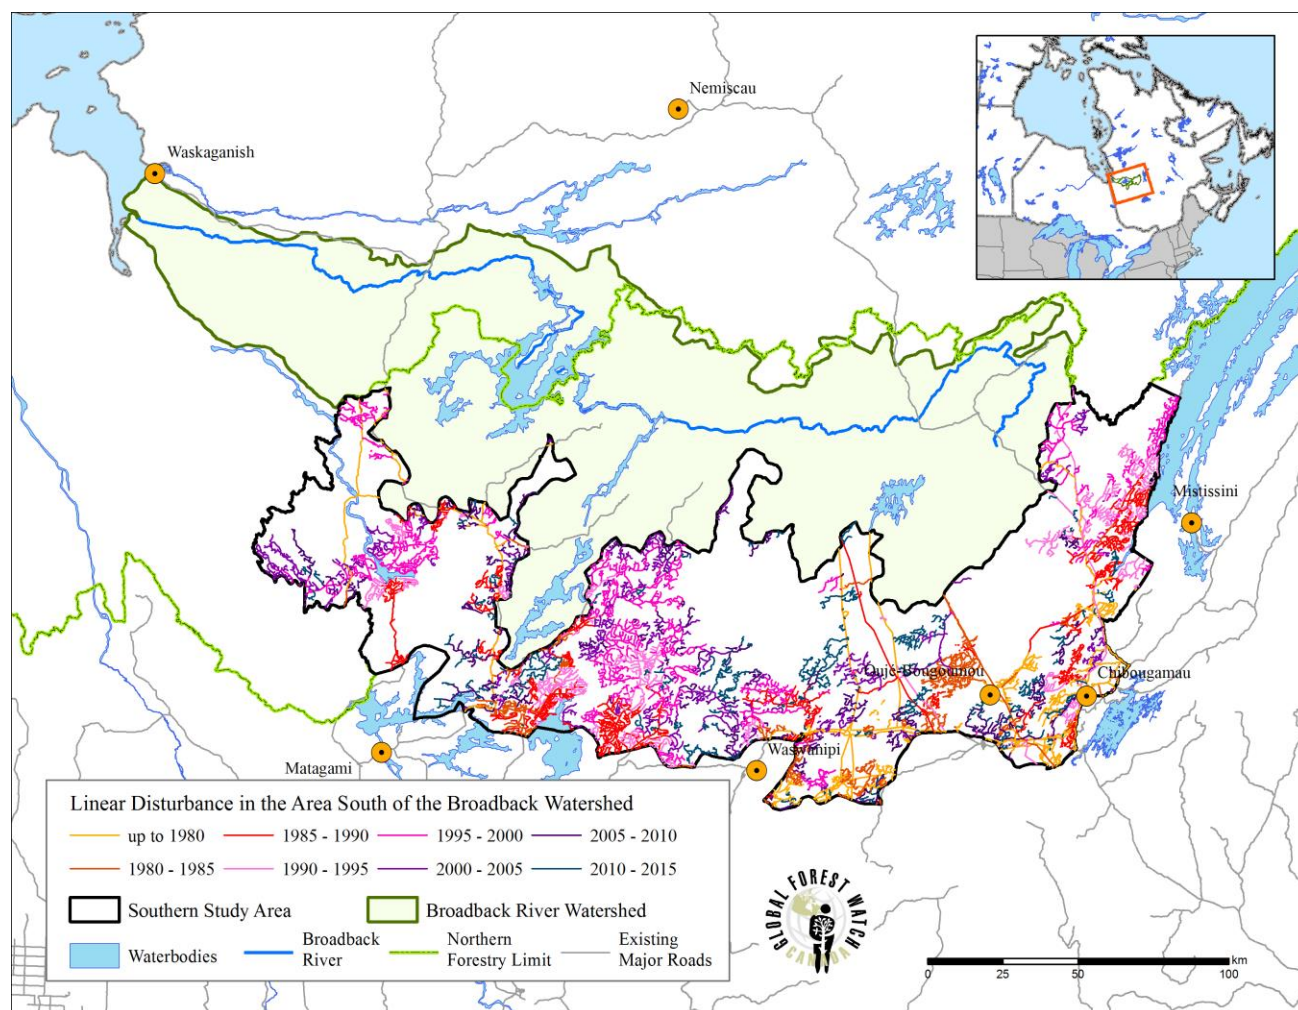 Nemiscau
Waskaganish
Mistissini
Oujé-Bougoumou
Chibougamau
Waswanipi
Matagami
Linear Disturbance in the Area South of the Broadback Watershed
up to 1980
1985 - 1990
1995 - 2000
2005 - 2010
1980 - 1985
1990 - 1995
2000 - 2005
2010 - 2015
Southern Study Area
Broadback River Watershed
Waterbodies
Broadback
River
Northern
Forestry Limit
Existing
Major Roads
GLOBAL FOREST WATCH
CANADA
km
0 25 50 100